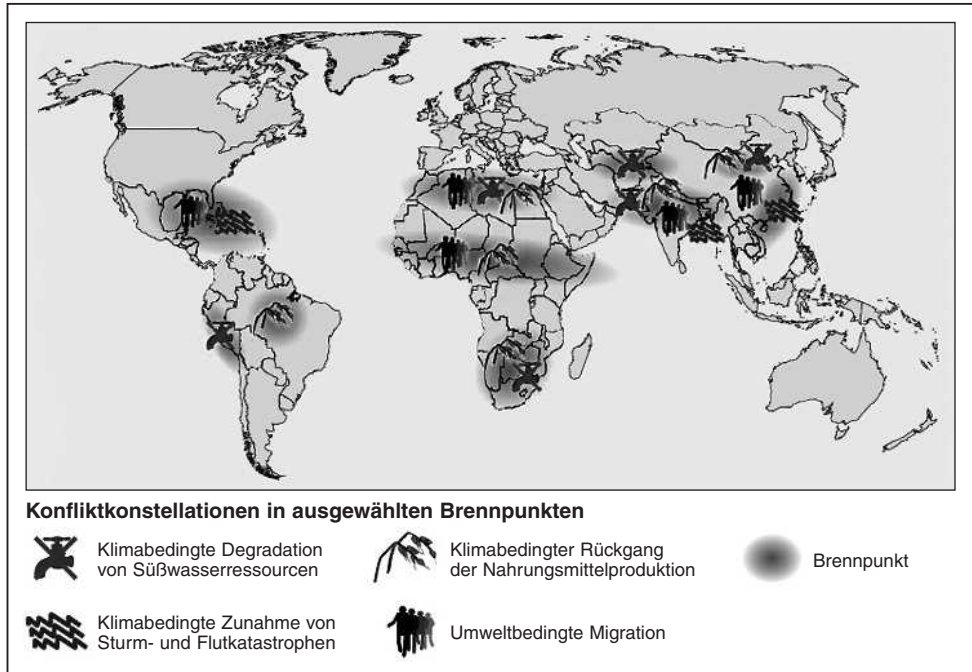 Konfliktkonstellationen in ausgewählten Brennpunkten
Klimabedingte Degradation
von Süßwasserressourcen
Klimabedingter Rückgang
der Nahrungsmittelproduktion
Brennpunkt
Klimabedingte Zunahme von
Sturm- und Flutkatastrophen
Umweltbedingte Migration